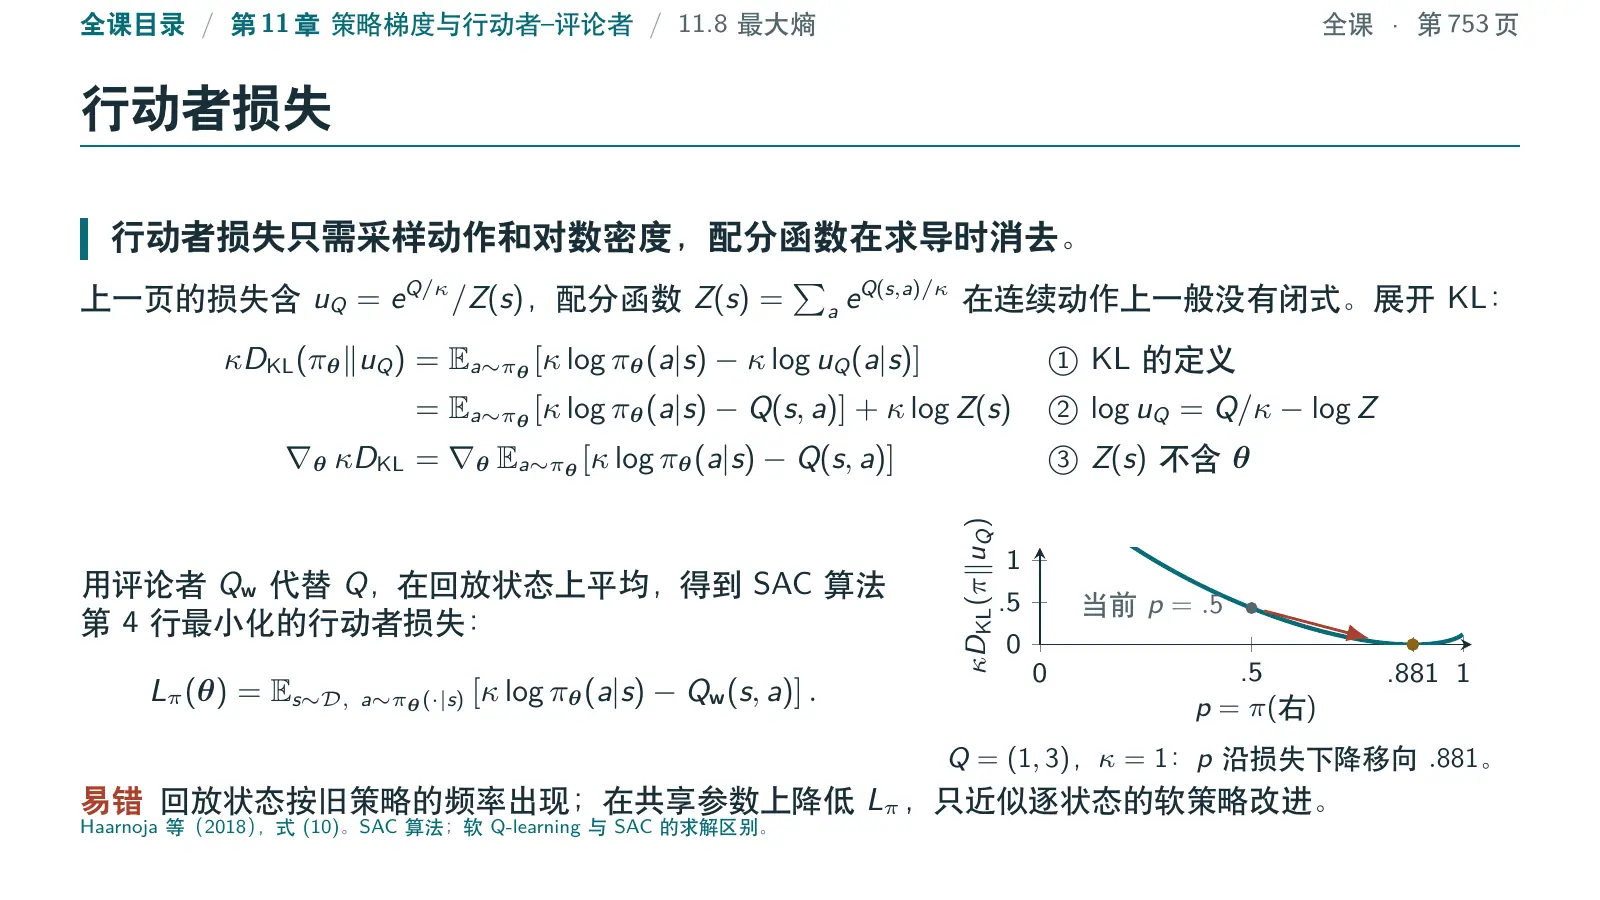 全课目录 / 第 11 章 策略梯度与行动者–评论者 / 11.8 最大熵
全课 · 第 753 页
行动者损失
行动者损失只需采样动作和对数密度，配分函数在求导时消去。
上一页的损失含 u_Q = e^{Q/κ}/Z(s)，配分函数 Z(s) = ∑_a e^{Q(s,a)/κ} 在连续动作上一般没有闭式。展开 KL：
κD_KL(π_θ‖u_Q) = 𝔼_{a∼π_θ}[κ log π_θ(a|s) − κ log u_Q(a|s)] ① KL 的定义
= 𝔼_{a∼π_θ}[κ log π_θ(a|s) − Q(s, a)] + κ log Z(s) ② log u_Q = Q/κ − log Z
∇_θ κD_KL = ∇_θ 𝔼_{a∼π_θ}[κ log π_θ(a|s) − Q(s, a)] ③ Z(s) 不含 θ
用评论者 Q_w 代替 Q，在回放状态上平均，得到 SAC 算法
第 4 行最小化的行动者损失：
L_π(θ) = 𝔼_{s∼𝒟, a∼π_θ(·|s)} [κ log π_θ(a|s) − Q_w(s, a)] .
κD_KL(π‖u_Q)
1
.5
0
当前 p = .5
0 .5 .881 1
p = π(右)
Q = (1, 3)，κ = 1：p 沿损失下降移向 .881。
易错 回放状态按旧策略的频率出现；在共享参数上降低 L_π，只近似逐状态的软策略改进。
Haarnoja 等（2018），式 (10)。SAC 算法；软 Q-learning 与 SAC 的求解区别。